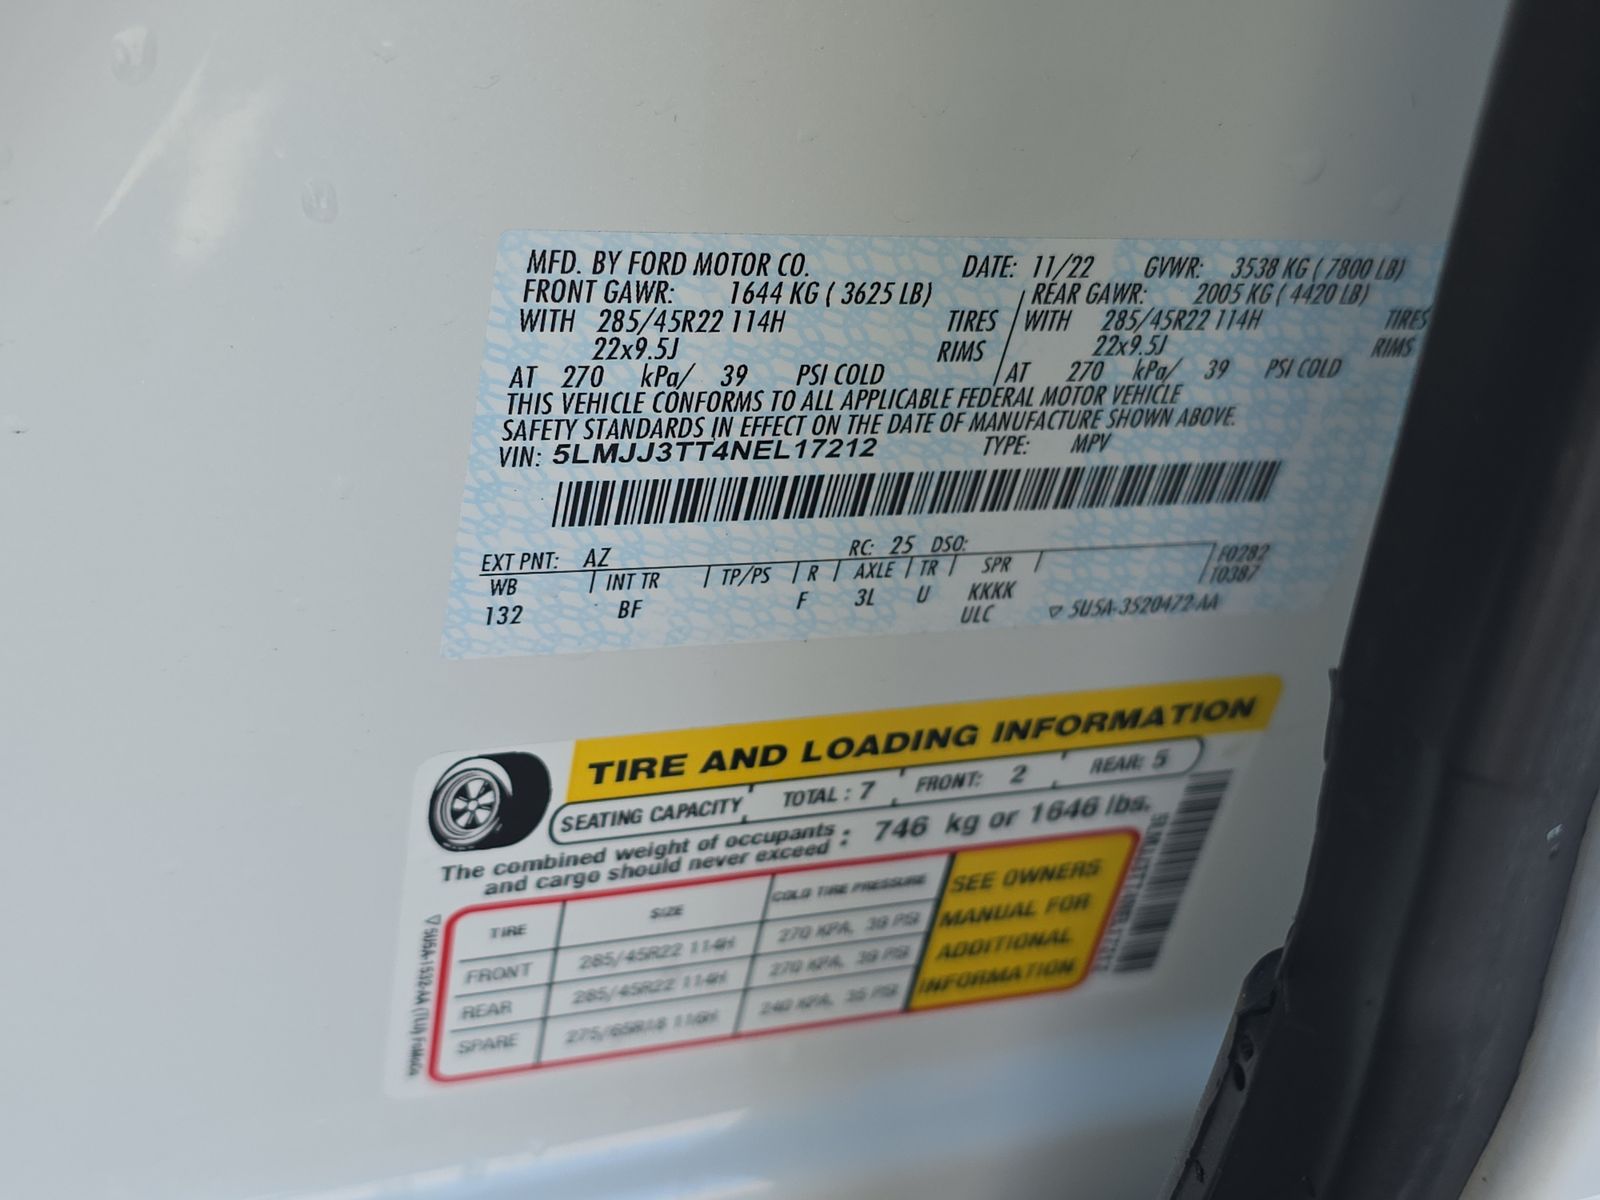 MFD. BY FORD MOTOR CO. DATE: 11/22 GVWR: 3538 KG ( 7800 LB)
FRONT GAWR: 1644 KG ( 3625 LB) REAR GAWR: 2005 KG ( 4420 LB)
WITH 285/45R22 114H TIRES WITH 285/45R22 114H TIRES
22x9.5J RIMS 22x9.5J RIMS
AT 270 kPa/ 39 PSI COLD AT 270 kPa/ 39 PSI COLD
THIS VEHICLE CONFORMS TO ALL APPLICABLE FEDERAL MOTOR VEHICLE
SAFETY STANDARDS IN EFFECT ON THE DATE OF MANUFACTURE SHOWN ABOVE.
VIN: 5LMJJ3TT4NEL17212 TYPE: MPV
EXT PNT: AZ RC: 25 DSO: F0282
WB INT TR TP/PS R AXLE TR SPR T0387
132 BF F 3L U KKKK
ULC ▽ 5U5A-3520472-AA
TIRE AND LOADING INFORMATION
SEATING CAPACITY TOTAL : 7 FRONT: 2 REAR: 5
The combined weight of occupants
and cargo should never exceed : 746 kg or 1646 lbs.
TIRE SIZE COLD TIRE PRESSURE
FRONT 285/45R22 114H 270 KPA, 39 PSI
REAR 285/45R22 114H 270 KPA, 39 PSI
SPARE 275/65R18 116H 240 KPA, 35 PSI
SEE OWNERS
MANUAL FOR
ADDITIONAL
INFORMATION